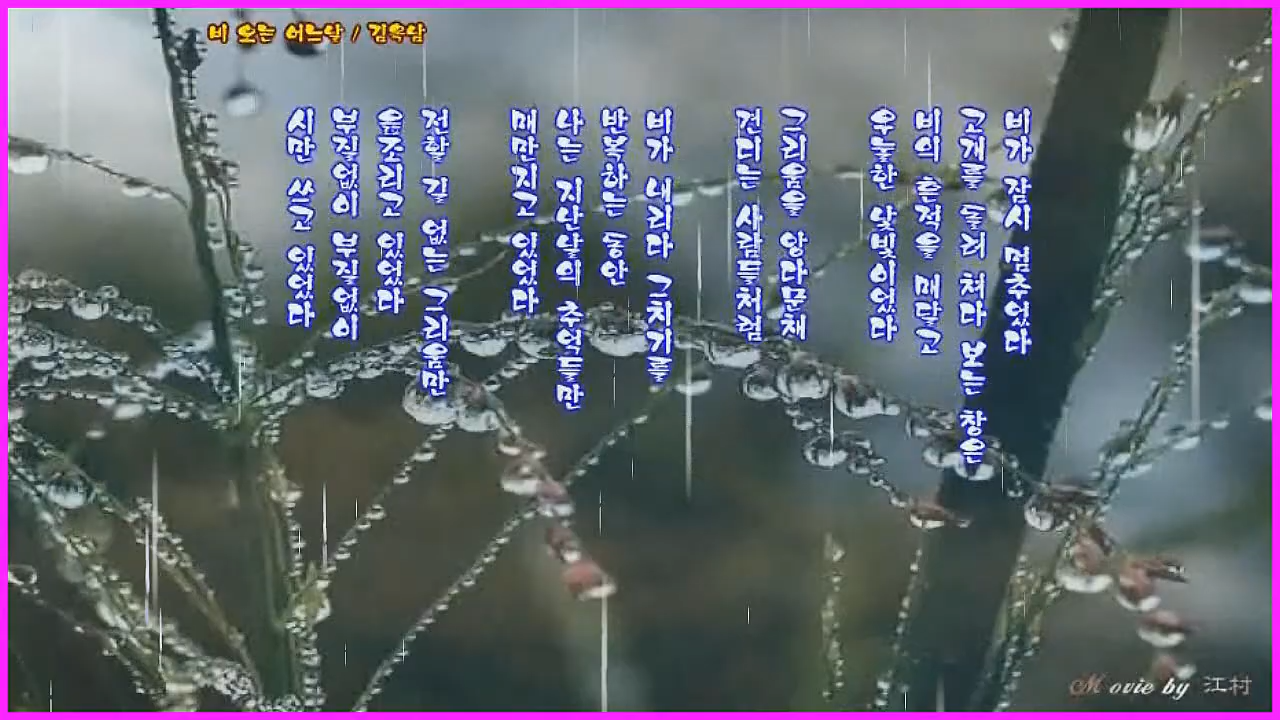 비 오는 어느날 / 김옥남
비가 잠시 멈추었다
고개를 돌려 쳐다 보는 창은
비의 흔적을 매달고
우울한 낯빛이었다
그리움을 앙다문채
견디는 사람들처럼
비가 내리다 그치기를
반복하는 동안
나는 지난날의 추억들만
매만지고 있었다
전할 길 없는 그리움만
읊조리고 있었다
부질없이 부질없이
시만 쓰고 있었다
Movie by 江村